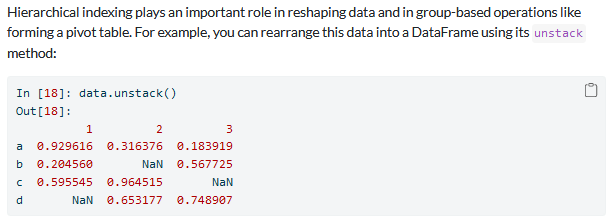 Hierarchical indexing plays an important role in reshaping data and in group-based operations like
forming a pivot table. For example, you can rearrange this data into a DataFrame using its unstack
method:
In [18]: data.unstack()
Out[18]:
          1         2         3
a  0.929616  0.316376  0.183919
b  0.204560       NaN  0.567725
c  0.595545  0.964515       NaN
d       NaN  0.653177  0.748907